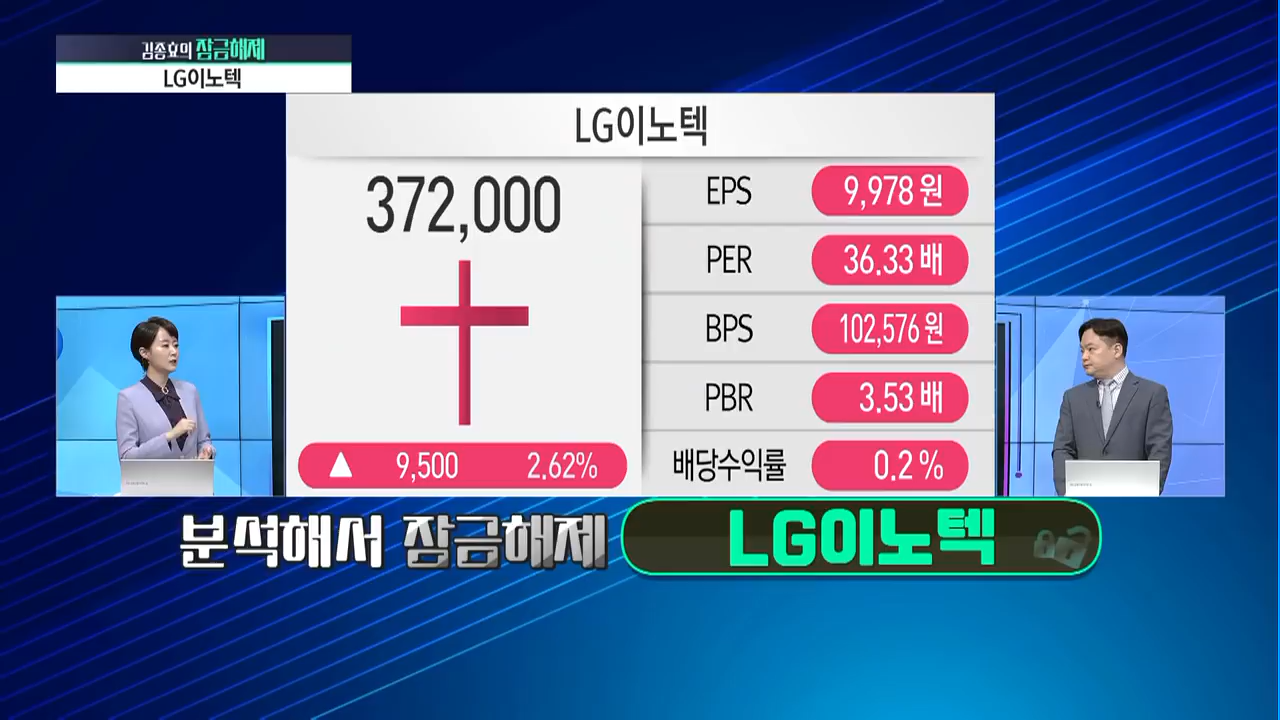 김종효의 잠금해제
LG이노텍
LG이노텍
372,000
▲ 9,500 2.62%
EPS 9,978 원
PER 36.33 배
BPS 102,576 원
PBR 3.53 배
배당수익률 0.2 %
분석해서 잠금해제 LG이노텍